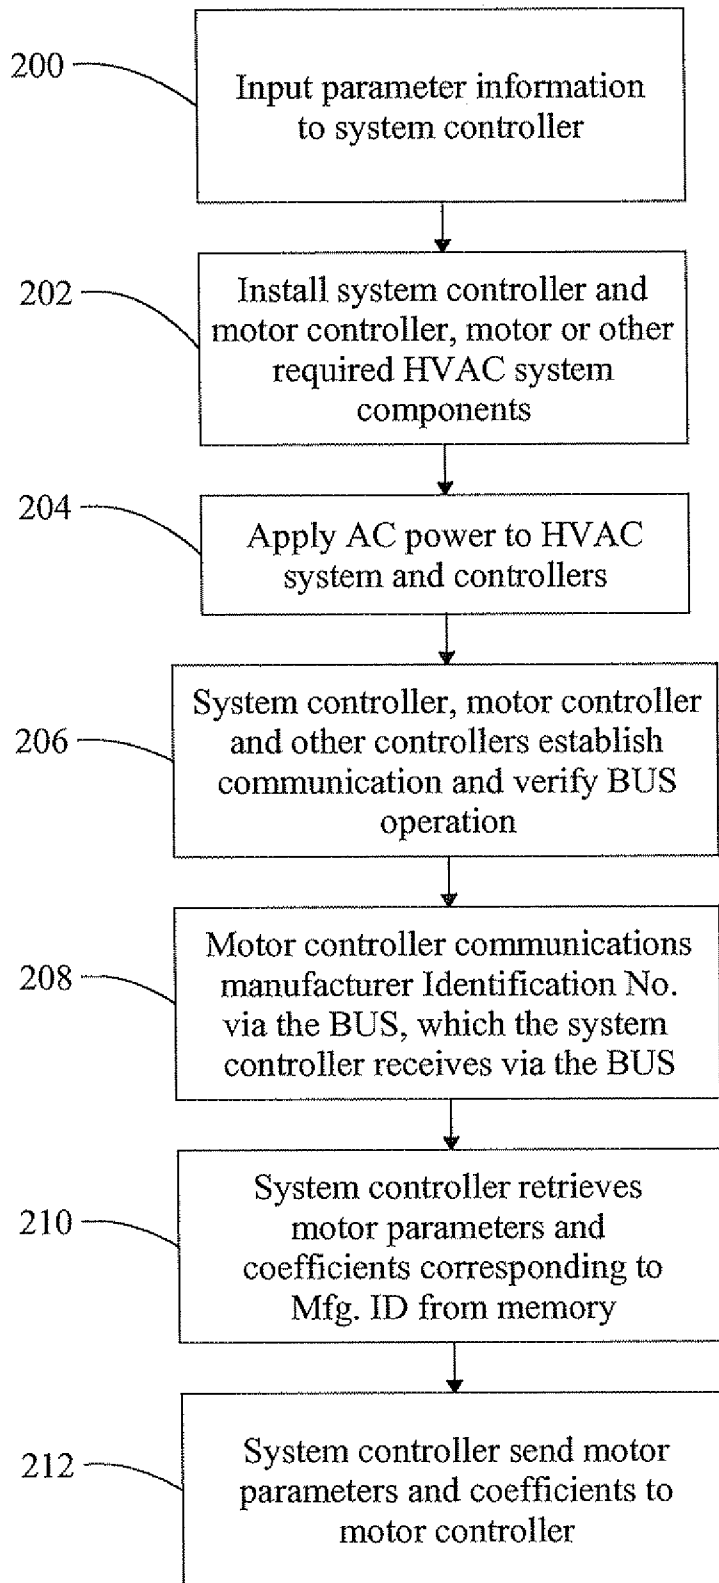 200
Input parameter information
to system controller
202
Install system controller and
motor controller, motor or other
required HVAC system
components
204
Apply AC power to HVAC
system and controllers
206
System controller, motor controller
and other controllers establish
communication and verify BUS
operation
208
Motor controller communications
manufacturer Identification No.
via the BUS, which the system
controller receives via the BUS
210
System controller retrieves
motor parameters and
coefficients corresponding to
Mfg. ID from memory
212
System controller send motor
parameters and coefficients to
motor controller